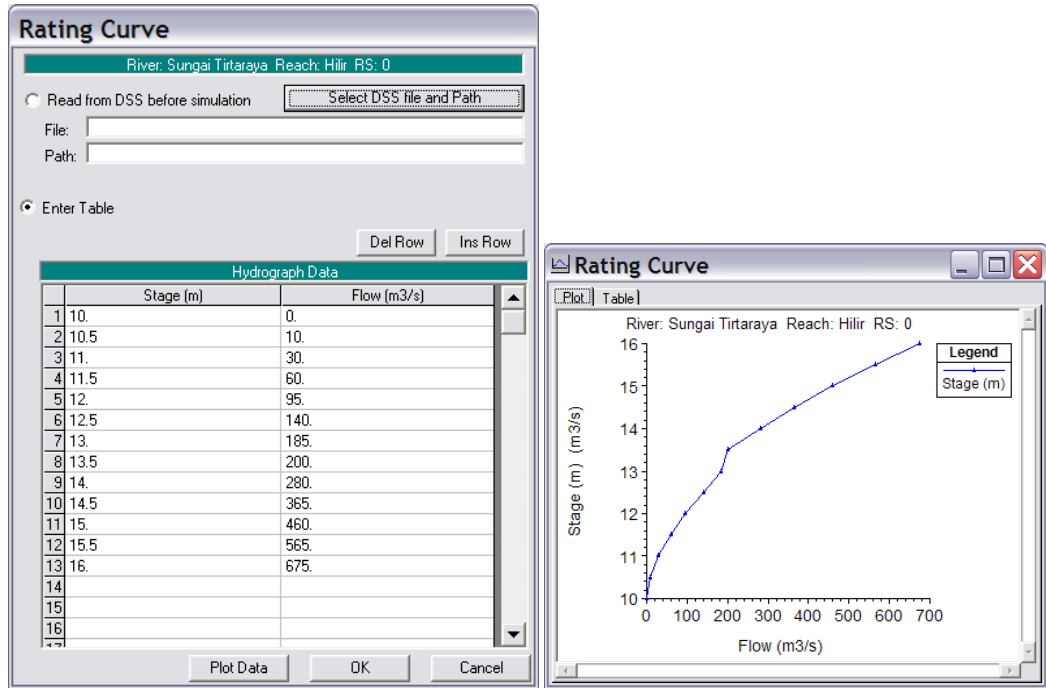 Rating Curve
River: Sungai Tirtaraya Reach: Hilir RS: 0
Read from DSS before simulation
Select DSS file and Path
File:
Path:
Enter Table
Del Row
Ins Row
Hydrograph Data
Stage (m) Flow (m3/s)
1 10. 0.
2 10.5 10.
3 11. 30.
4 11.5 60.
5 12. 95.
6 12.5 140.
7 13. 185.
8 13.5 200.
9 14. 280.
10 14.5 365.
11 15. 460.
12 15.5 565.
13 16. 675.
14
15
16
Plot Data
OK
Cancel
Rating Curve
Plot Table
River: Sungai Tirtaraya Reach: Hilir RS: 0
Legend
Stage (m)
Stage (m) (m3/s)
16
15
14
13
12
11
10
0 100 200 300 400 500 600 700
Flow (m3/s)